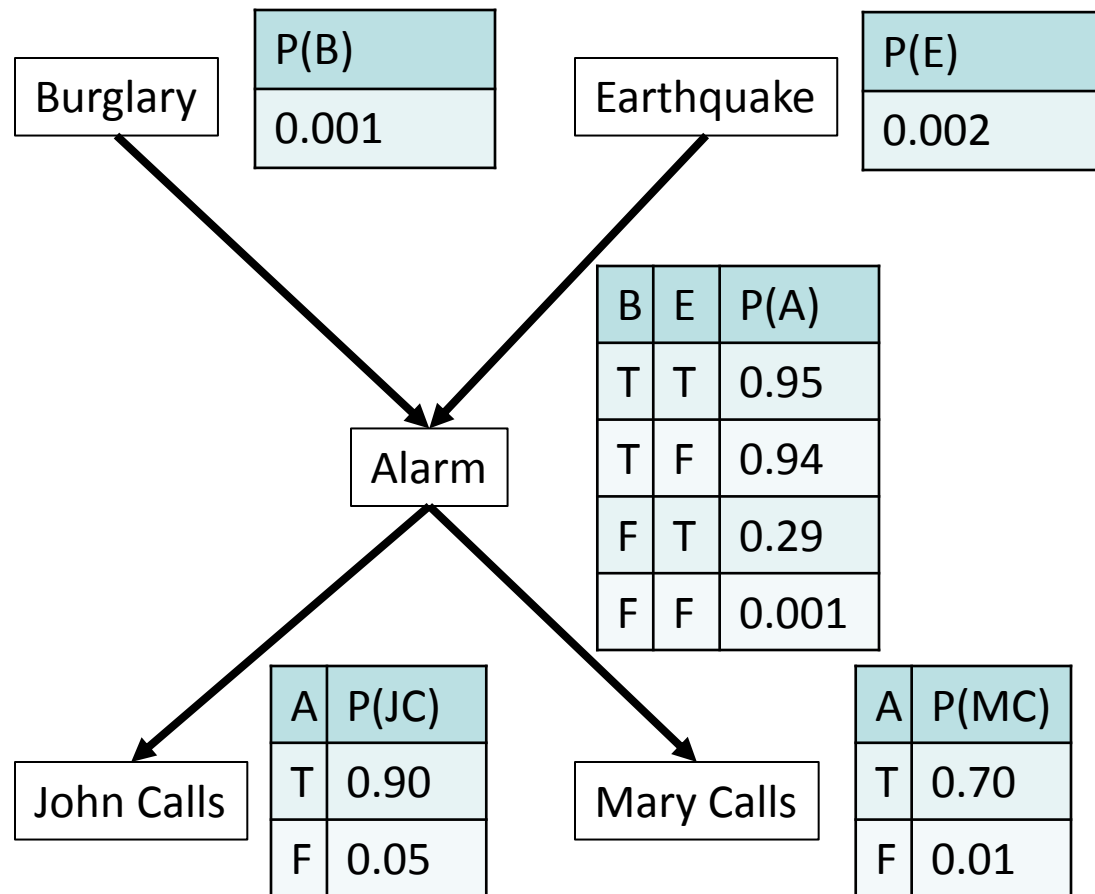 Burglary
P(B)
0.001
Earthquake
P(E)
0.002
B E P(A)
T T 0.95
T F 0.94
F T 0.29
F F 0.001
Alarm
John Calls
A P(JC)
T 0.90
F 0.05
Mary Calls
A P(MC)
T 0.70
F 0.01